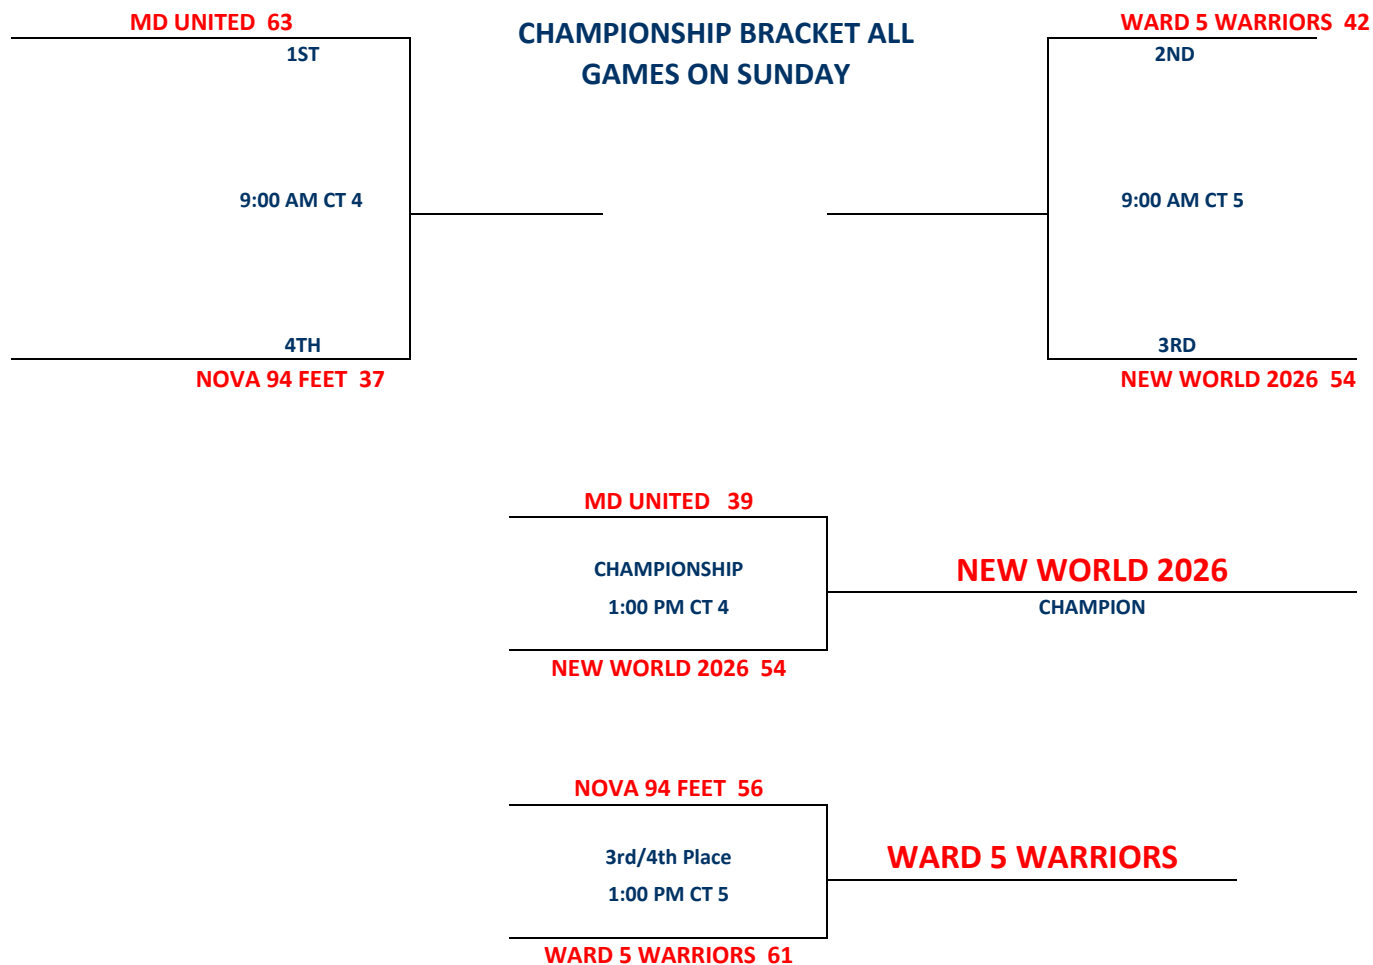 MD UNITED  63
1ST
9:00 AM CT 4
4TH
NOVA 94 FEET  37
CHAMPIONSHIP BRACKET ALL
GAMES ON SUNDAY
WARD 5 WARRIORS  42
2ND
9:00 AM CT 5
3RD
NEW WORLD 2026  54
MD UNITED   39
CHAMPIONSHIP
1:00 PM CT 4
NEW WORLD 2026  54
NEW WORLD 2026
CHAMPION
NOVA 94 FEET  56
3rd/4th Place
1:00 PM CT 5
WARD 5 WARRIORS  61
WARD 5 WARRIORS